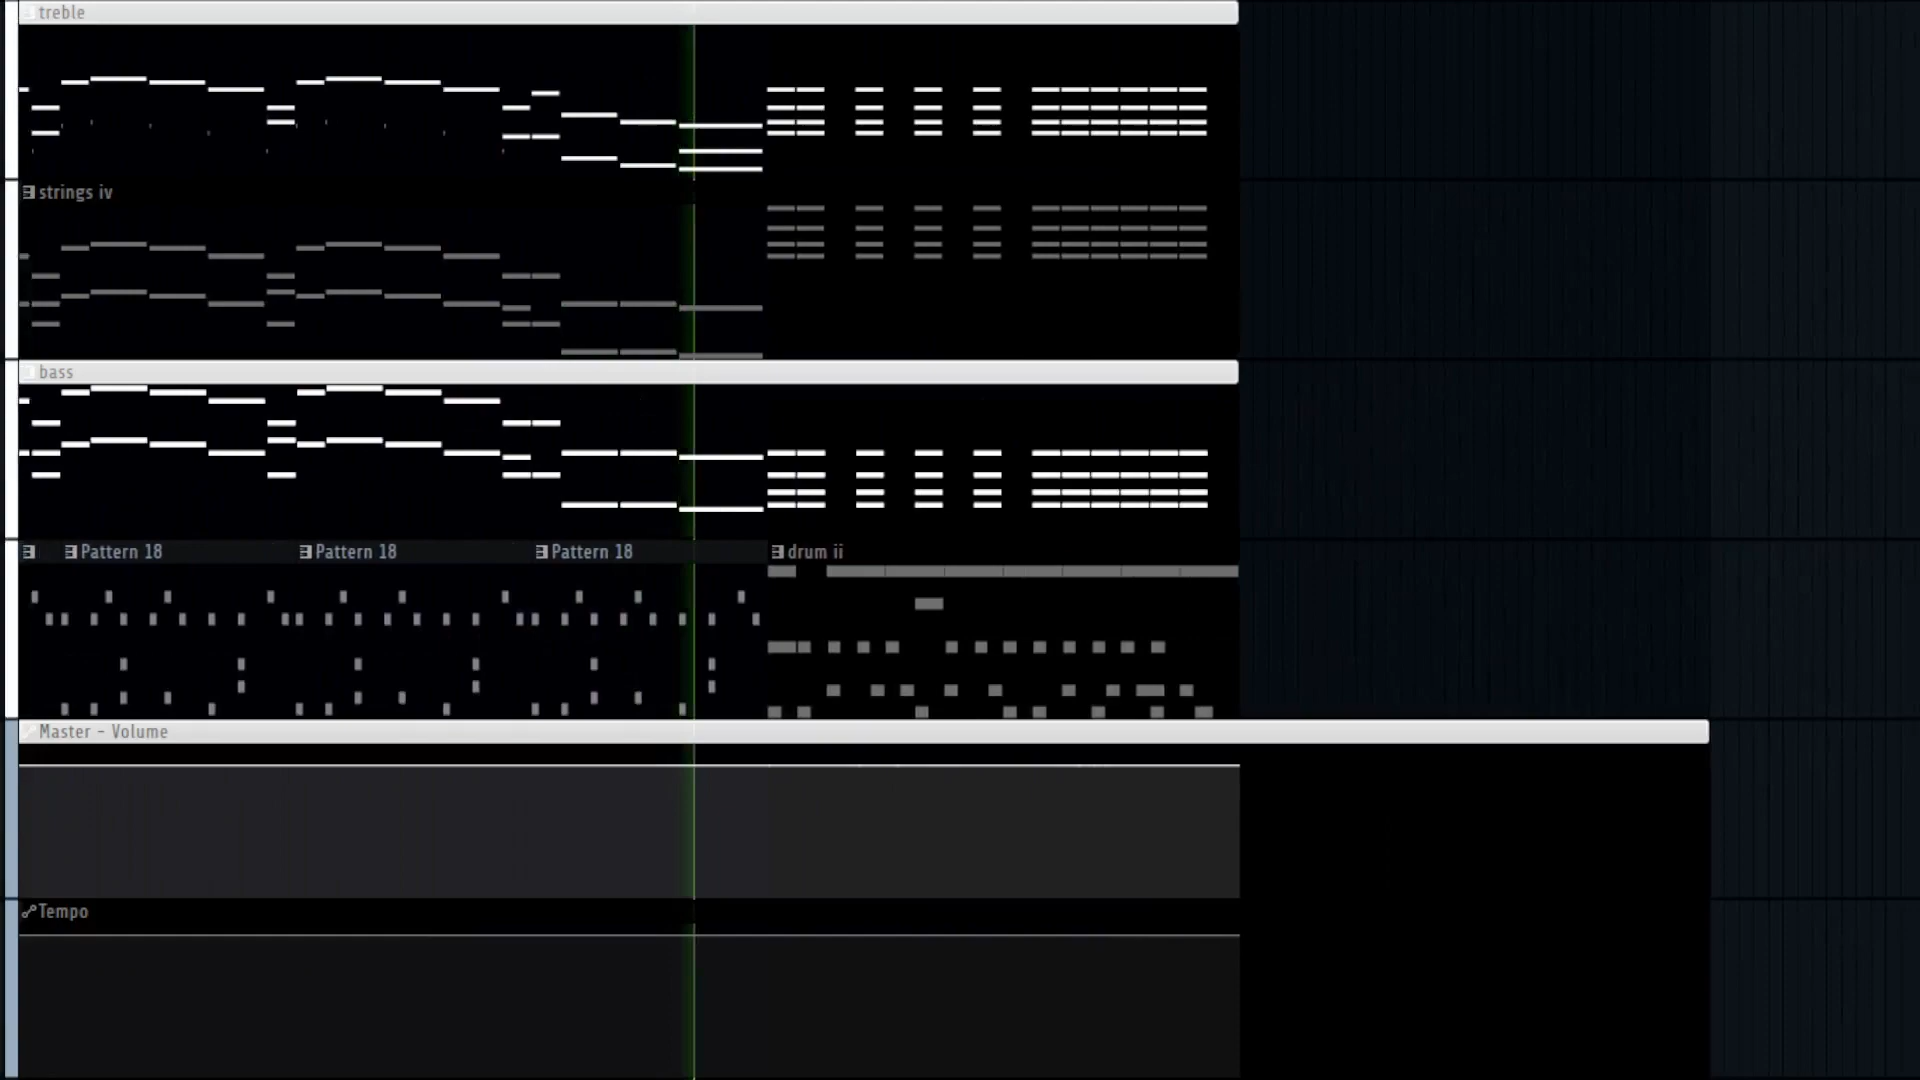 treble
strings iv
bass
Pattern 18 Pattern 18 Pattern 18 drum ii
Master - Volume
Tempo